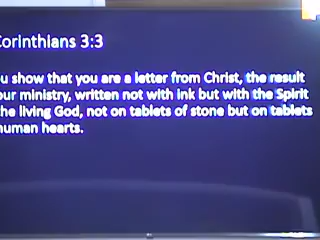 Corinthians 3:3
u show that you are a letter from Christ, the result
our ministry, written not with ink but with the Spirit
the living God, not on tablets of stone but on tablets
human hearts.